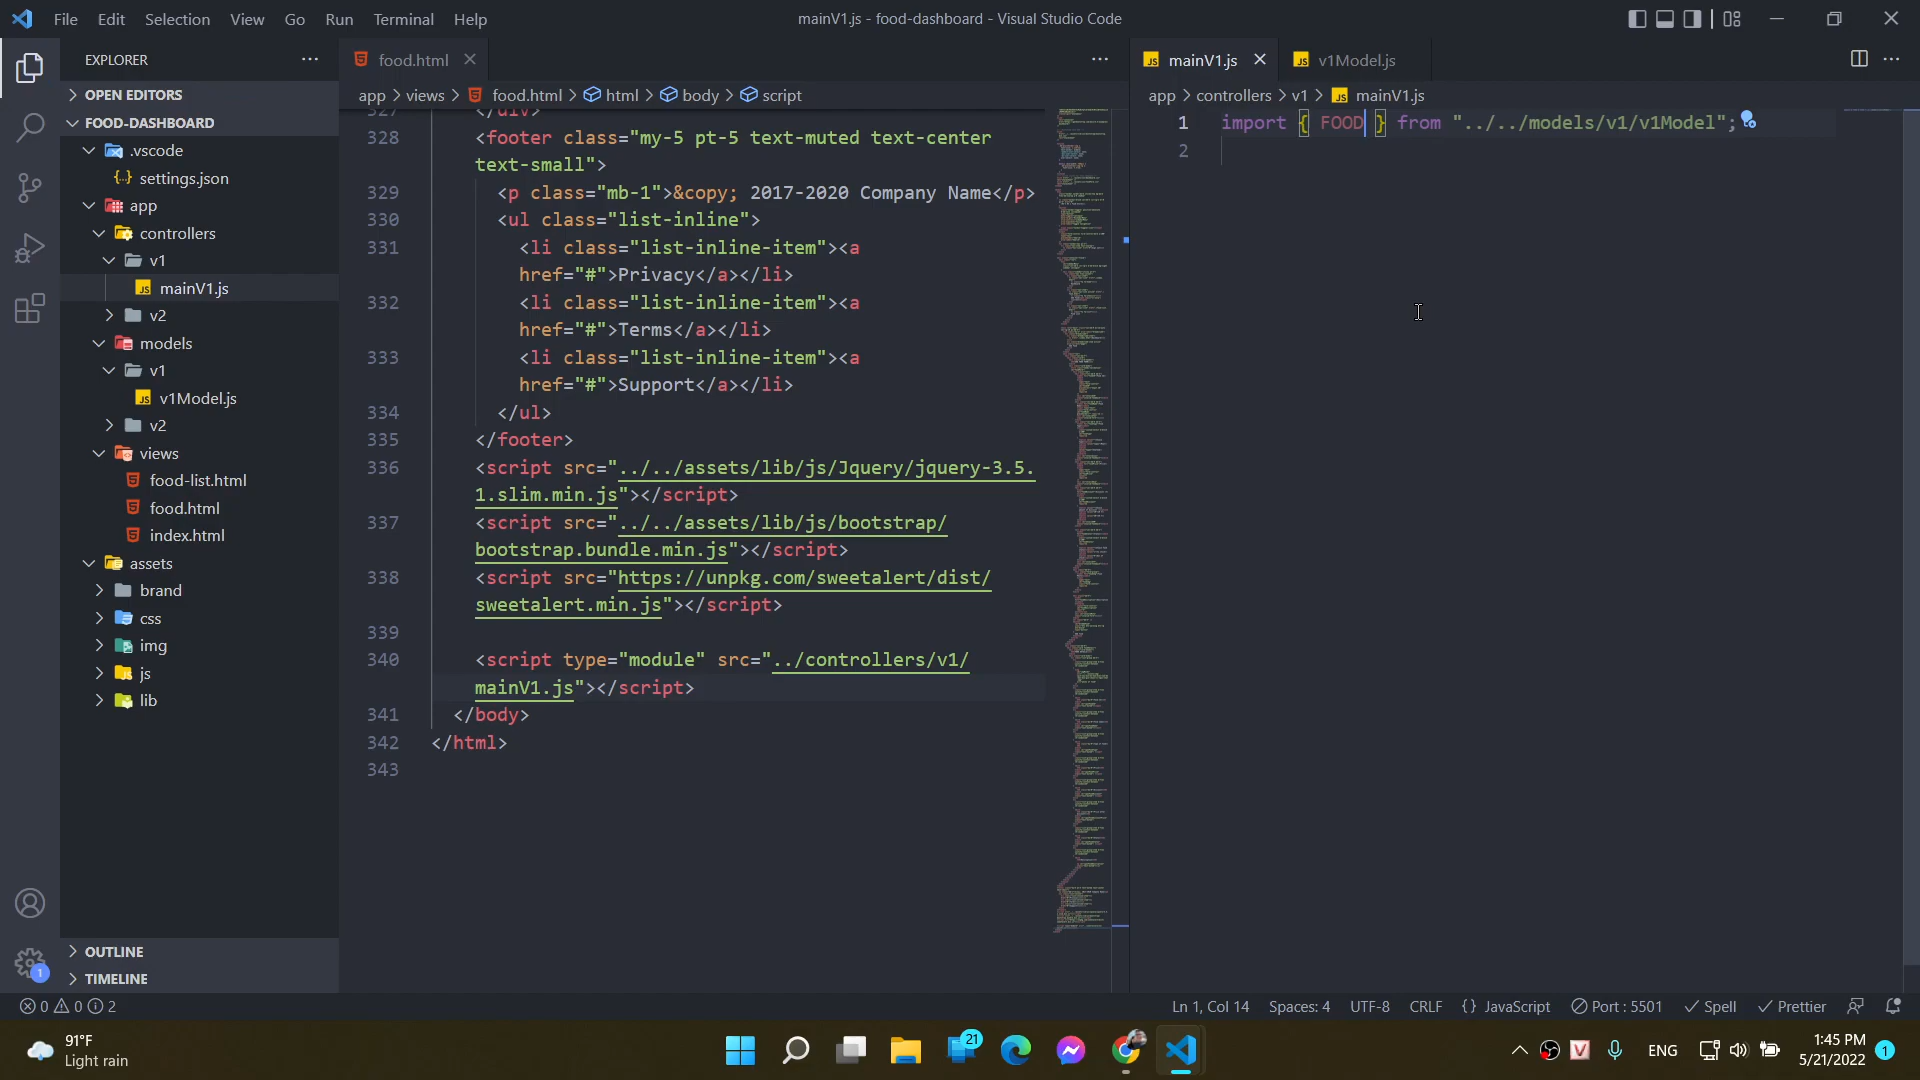 File Edit Selection View Go Run Terminal Help
mainV1.js - food-dashboard - Visual Studio Code
EXPLORER
OPEN EDITORS
FOOD-DASHBOARD
.vscode
settings.json
app
controllers
v1
mainV1.js
v2
models
v1
v1Model.js
v2
views
food-list.html
food.html
index.html
assets
brand
css
img
js
lib
OUTLINE
TIMELINE
food.html
app > views > food.html > html > body > script
327 </div>
328 <footer class="my-5 pt-5 text-muted text-center
text-small">
329 <p class="mb-1">&copy; 2017-2020 Company Name</p>
330 <ul class="list-inline">
331 <li class="list-inline-item"><a
href="#">Privacy</a></li>
332 <li class="list-inline-item"><a
href="#">Terms</a></li>
333 <li class="list-inline-item"><a
href="#">Support</a></li>
334 </ul>
335 </footer>
336 <script src="../../assets/lib/js/Jquery/jquery-3.5.
1.slim.min.js"></script>
337 <script src="../../assets/lib/js/bootstrap/
bootstrap.bundle.min.js"></script>
338 <script src="https://unpkg.com/sweetalert/dist/
sweetalert.min.js"></script>
339
340 <script type="module" src="../controllers/v1/
mainV1.js"></script>
341 </body>
342 </html>
343
mainV1.js v1Model.js
app > controllers > v1 > mainV1.js
1 import { FOOD } from "../../models/v1/v1Model";
2
0 0 2
Ln 1, Col 14 Spaces: 4 UTF-8 CRLF {} JavaScript Port : 5501 Spell Prettier
1
91°F
Light rain
21
ENG
1:45 PM
5/21/2022
1